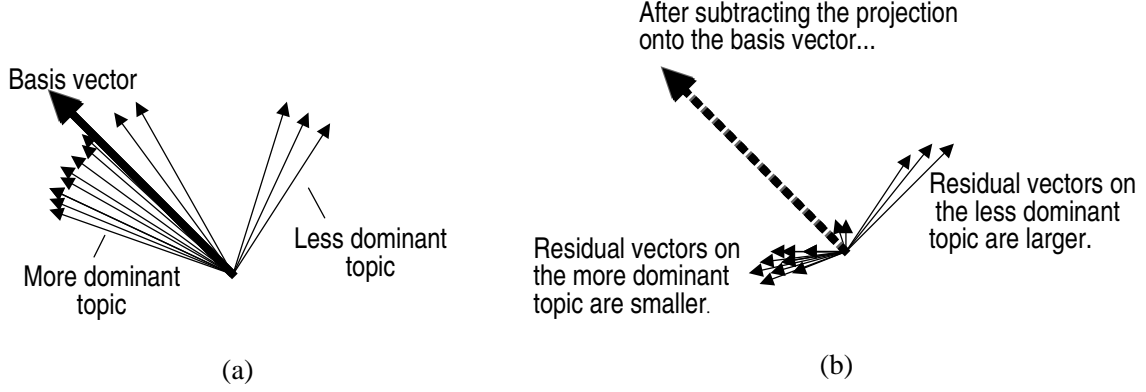 Basis vector
More dominant
topic
Less dominant
topic
(a)
After subtracting the projection
onto the basis vector...
Residual vectors on
the less dominant
topic are larger.
Residual vectors on
the more dominant
topic are smaller.
(b)